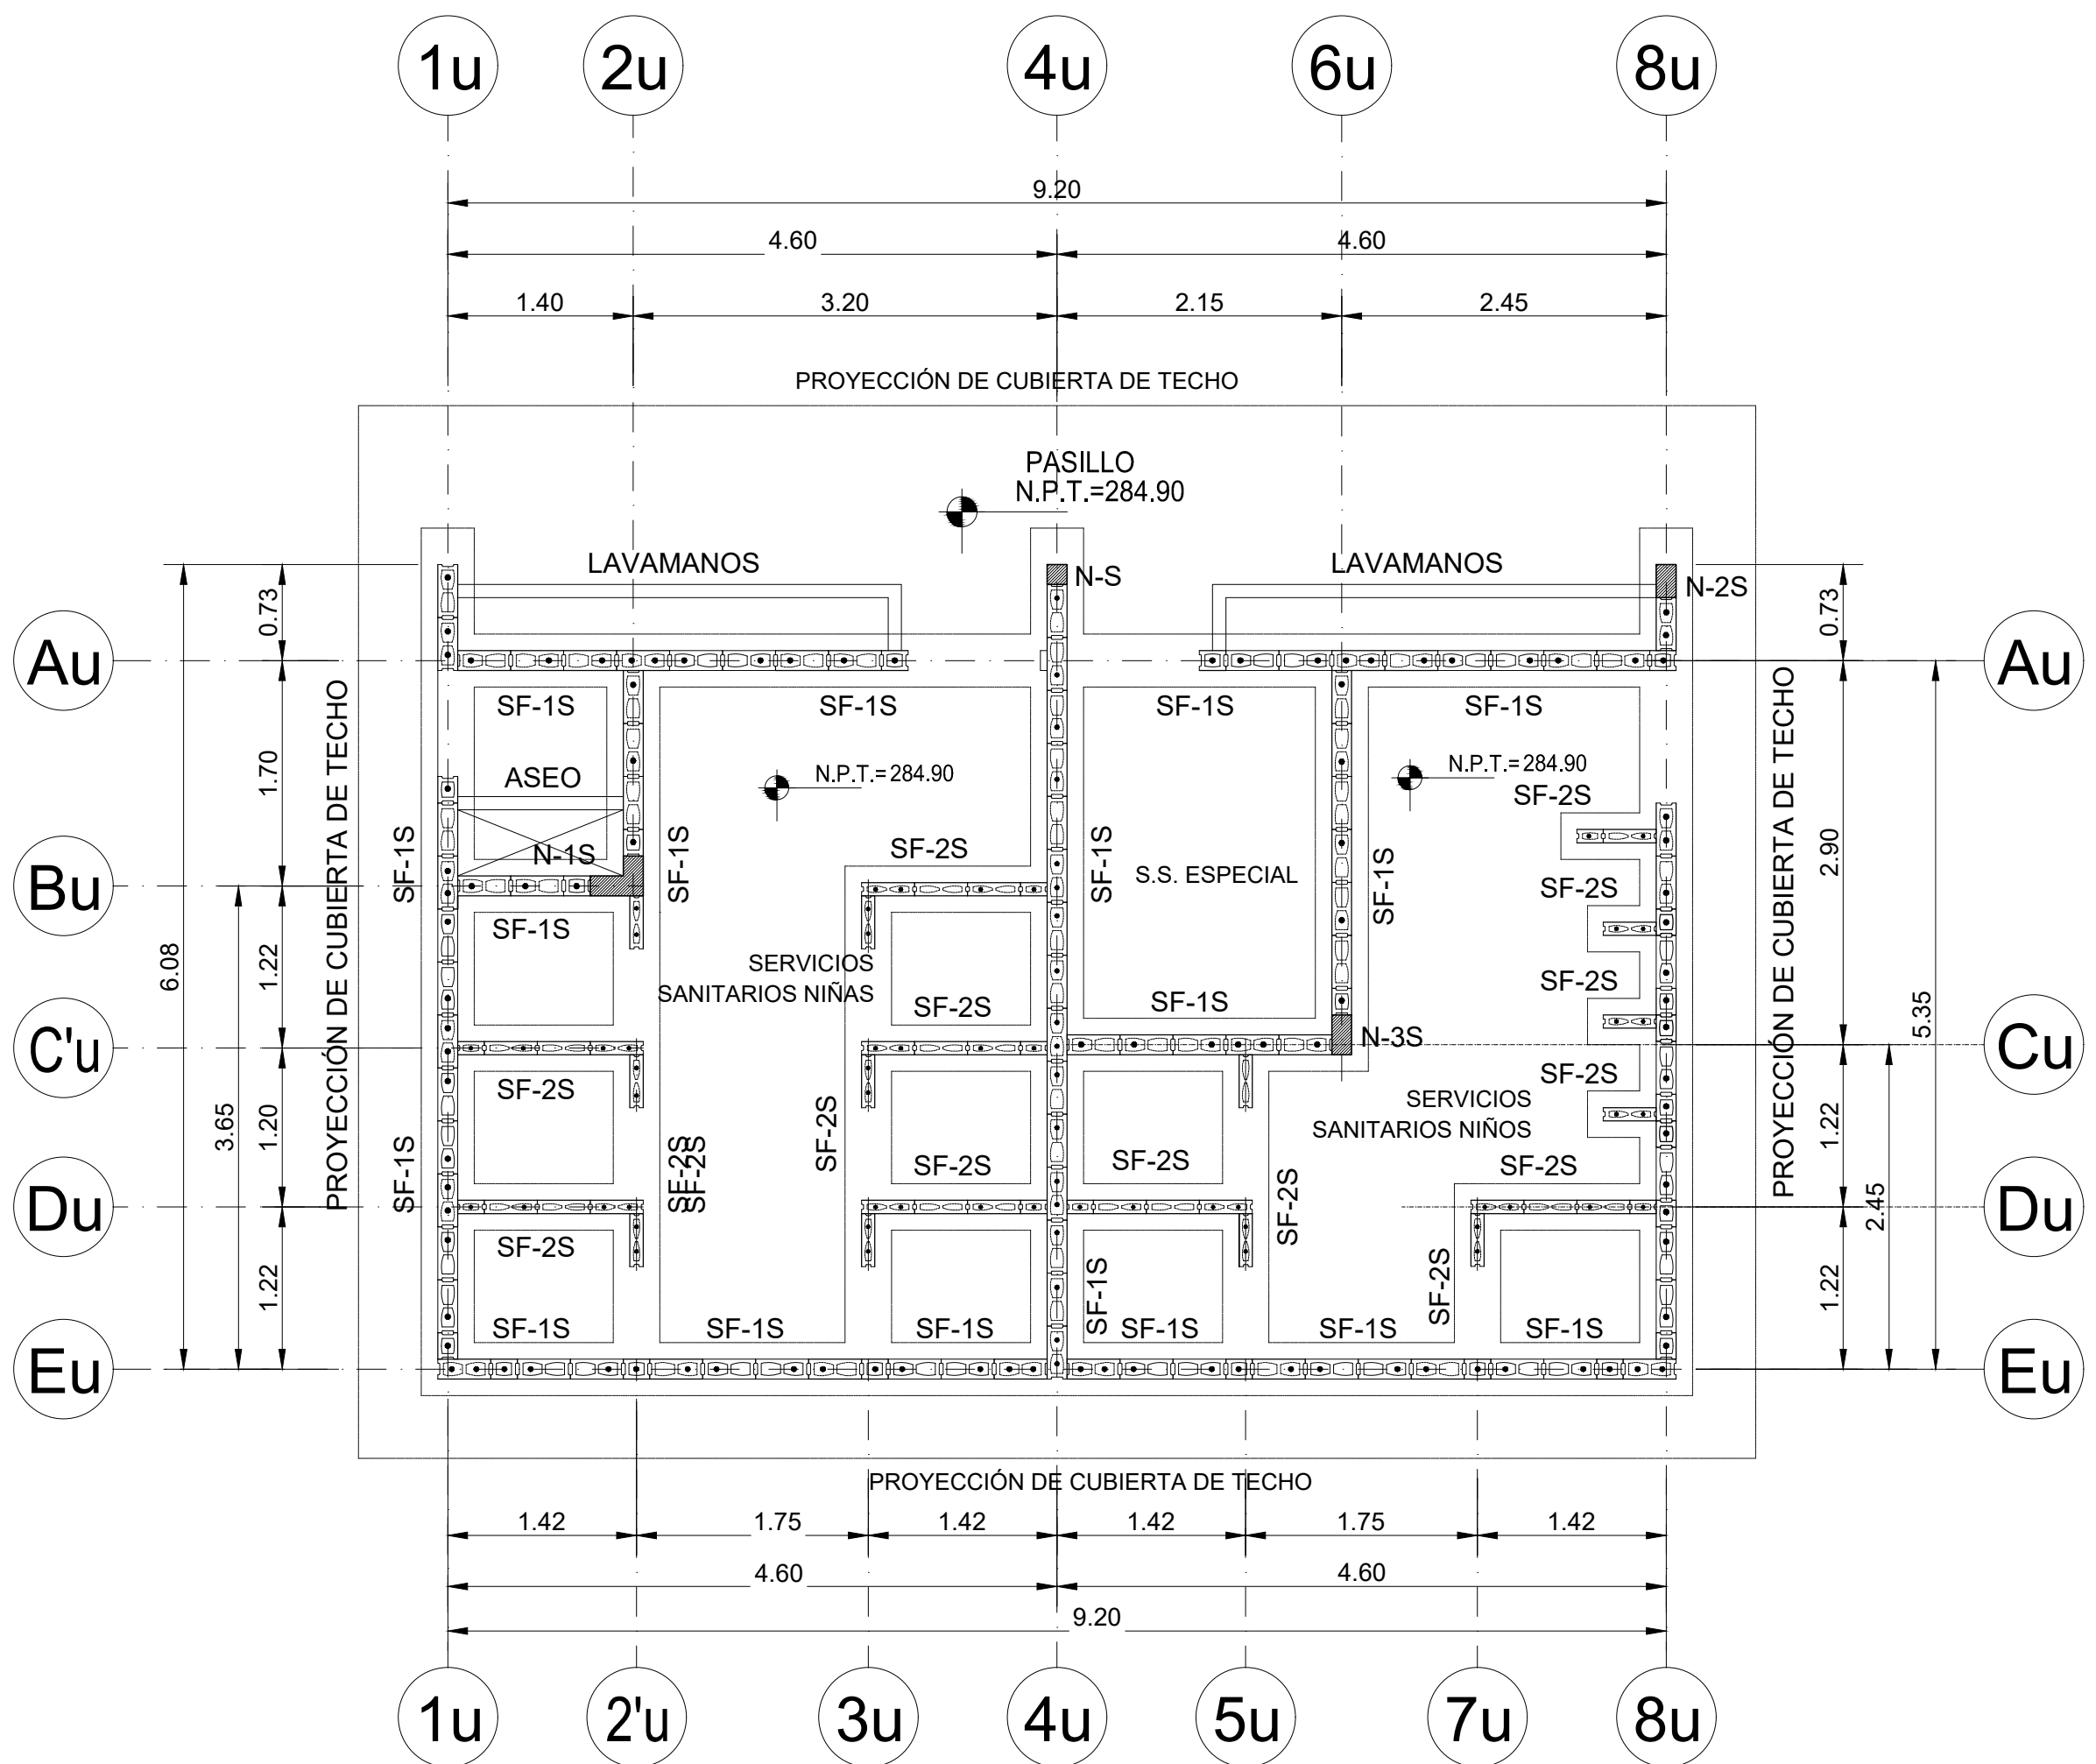 1u
2u
4u
6u
8u
9.20
4.60
4.60
1.40
3.20
2.15
2.45
PROYECCIÓN DE CUBIERTA DE TECHO
PASILLO
N.P.T.=284.90
LAVAMANOS
N-S
LAVAMANOS
N-2S
0.73
0.73
Au
Au
SF-1S
SF-1S
SF-1S
SF-1S
ASEO
N.P.T.=284.90
N.P.T.=284.90
SF-2S
1.70
PROYECCIÓN DE CUBIERTA DE TECHO
PROYECCIÓN DE CUBIERTA DE TECHO
N-1S
SF-1S
SF-1S
SF-2S
SF-1S
S.S. ESPECIAL
SF-1S
SF-2S
2.90
Bu
SF-1S
6.08
1.22
SERVICIOS
SANITARIOS NIÑAS
SF-2S
SF-1S
SF-2S
5.35
C'u
N-3S
Cu
SF-2S
SF-2S
SERVICIOS
SANITARIOS NIÑOS
3.65
1.20
SF-1S
SF-2S
SF-2S
SF-2S
SF-2S
SF-2S
SF-2S
SF-2S
1.22
2.45
Du
Du
SF-2S
1.22
SF-1S
SF-2S
1.22
SF-1S
SF-1S
SF-1S
SF-1S
SF-1S
SF-1S
Eu
Eu
PROYECCIÓN DE CUBIERTA DE TECHO
1.42
1.75
1.42
1.42
1.75
1.42
4.60
4.60
9.20
1u
2'u
3u
4u
5u
7u
8u